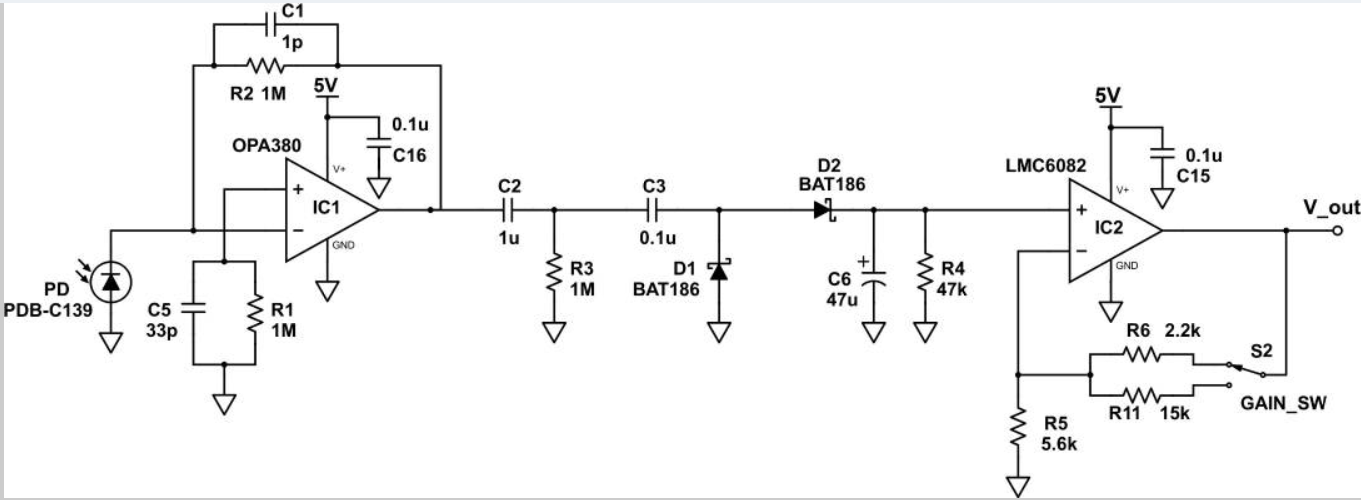 C1
1p
R2 1M
5V
0.1u
C16
OPA380
V+
+
IC1
−
GND
PD
PDB-C139
C5
33p
R1
1M
C2
1u
R3
1M
C3
0.1u
D1
BAT186
D2
BAT186
+
C6
47u
R4
47k
5V
0.1u
C15
LMC6082
V+
+
IC2
−
GND
V_out
R6 2.2k
S2
R11 15k
GAIN_SW
R5
5.6k